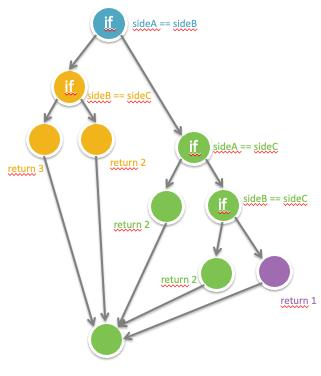 if sideA == sideB
if sideB == sideC
if sideA == sideC
return 3
return 2
if sideB == sideC
return 2
return 2
return 1